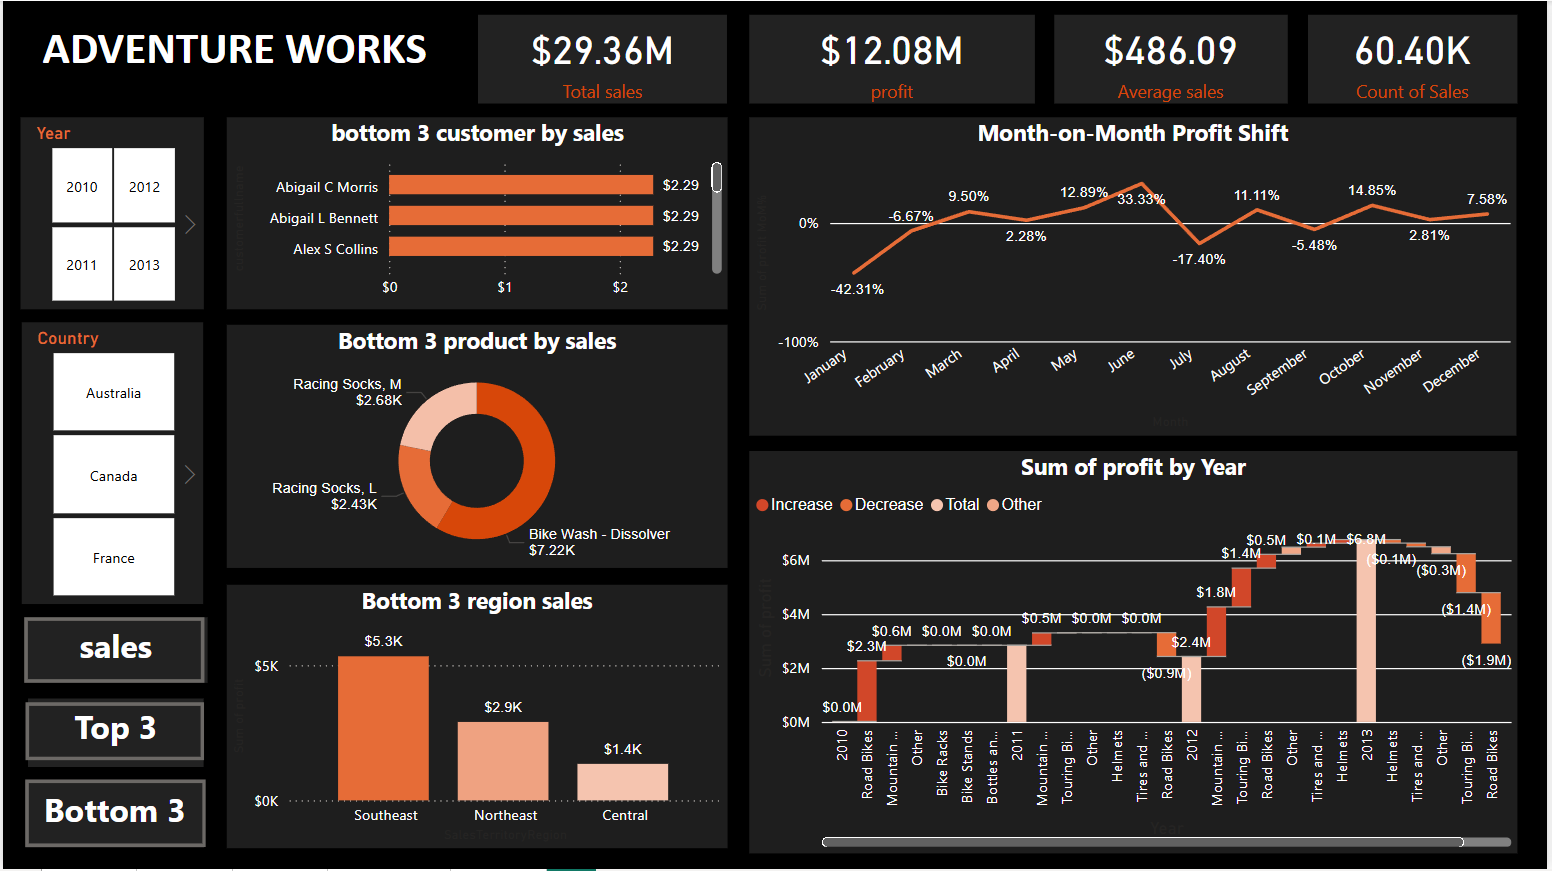 ADVENTURE WORKS
$29.36M
Total sales
$12.08M
profit
$486.09
Average sales
60.40K
Count of Sales
Year
2010
2012
2011
2013
Country
Australia
Canada
France
sales
Top 3
Bottom 3
bottom 3 customer by sales
Abigail C Morris
$2.29
Abigail L Bennett
$2.29
Alex S Collins
$2.29
$0
$1
$2
Bottom 3 product by sales
Racing Socks, M
$2.68K
Racing Socks, L
$2.43K
Bike Wash - Dissolver
$7.22K
Bottom 3 region sales
$5.3K
$5K
$2.9K
$1.4K
$0K
Southeast
Northeast
Central
SalesTerritoryRegion
Month-on-Month Profit Shift
0%
-100%
-42.31%
-6.67%
9.50%
2.28%
12.89%
33.33%
-17.40%
11.11%
-5.48%
14.85%
2.81%
7.58%
January
February
March
April
May
June
July
August
September
October
November
December
Month
Sum of profit by Year
Increase
Decrease
Total
Other
Sum of profit
$6M
$4M
$2M
$0M
$0.0M
$2.3M
$0.6M
$0.0M
$0.0M
$0.0M
$0.5M
$0.0M
$0.0M
($0.9M)
$2.4M
$1.8M
$1.4M
$0.5M
$0.1M
$6.8M
($0.1M)
($0.3M)
($1.4M)
($1.9M)
2010
Road Bikes
Mountain ...
Other
Bike Racks
Bike Stands
Bottles an...
2011
Mountain ...
Touring Bi...
Other
Helmets
Tires and ...
Road Bikes
2012
Mountain ...
Touring Bi...
Road Bikes
Other
Tires and ...
Helmets
2013
Helmets
Tires and ...
Other
Touring Bi...
Road Bikes
Year